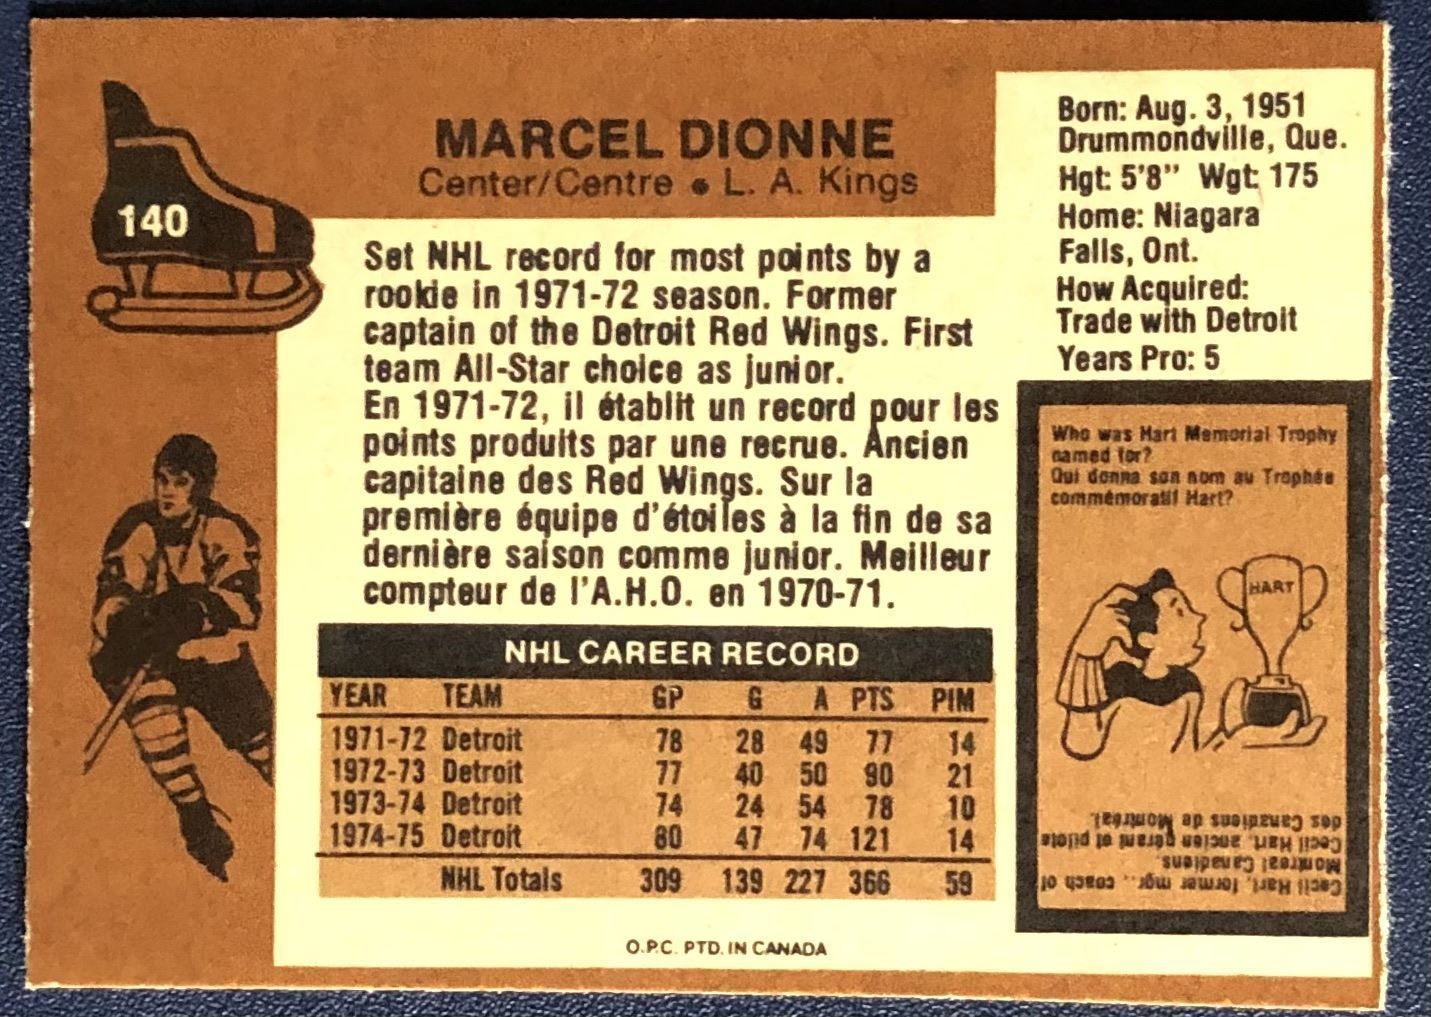 140
MARCEL DIONNE
Center/Centre • L. A. Kings
Born: Aug. 3, 1951
Drummondville, Que.
Hgt: 5'8" Wgt: 175
Home: Niagara
Falls, Ont.
How Acquired:
Trade with Detroit
Years Pro: 5
Set NHL record for most points by a
rookie in 1971-72 season. Former
captain of the Detroit Red Wings. First
team All-Star choice as junior.
En 1971-72, il établit un record pour les
points produits par une recrue. Ancien
capitaine des Red Wings. Sur la
première équipe d'étoiles à la fin de sa
dernière saison comme junior. Meilleur
compteur de l'A.H.O. en 1970-71.
NHL CAREER RECORD
YEAR TEAM GP G A PTS PIM
1971-72 Detroit 78 28 49 77 14
1972-73 Detroit 77 40 50 90 21
1973-74 Detroit 74 24 54 78 10
1974-75 Detroit 80 47 74 121 14
NHL Totals 309 139 227 366 59
O.P.C. PTD. IN CANADA
Who was Hart Memorial Trophy
named for?
Qui donna son nom au Trophée
commémoratif Hart?
HART
Cecil Hart, former mgr., coach of
Montreal Canadiens.
Cecil Hart, ancien gérant et pilote
des Canadiens de Montréal.